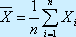 X̄ = 1/n ∑_{i=1}^{n} X_i